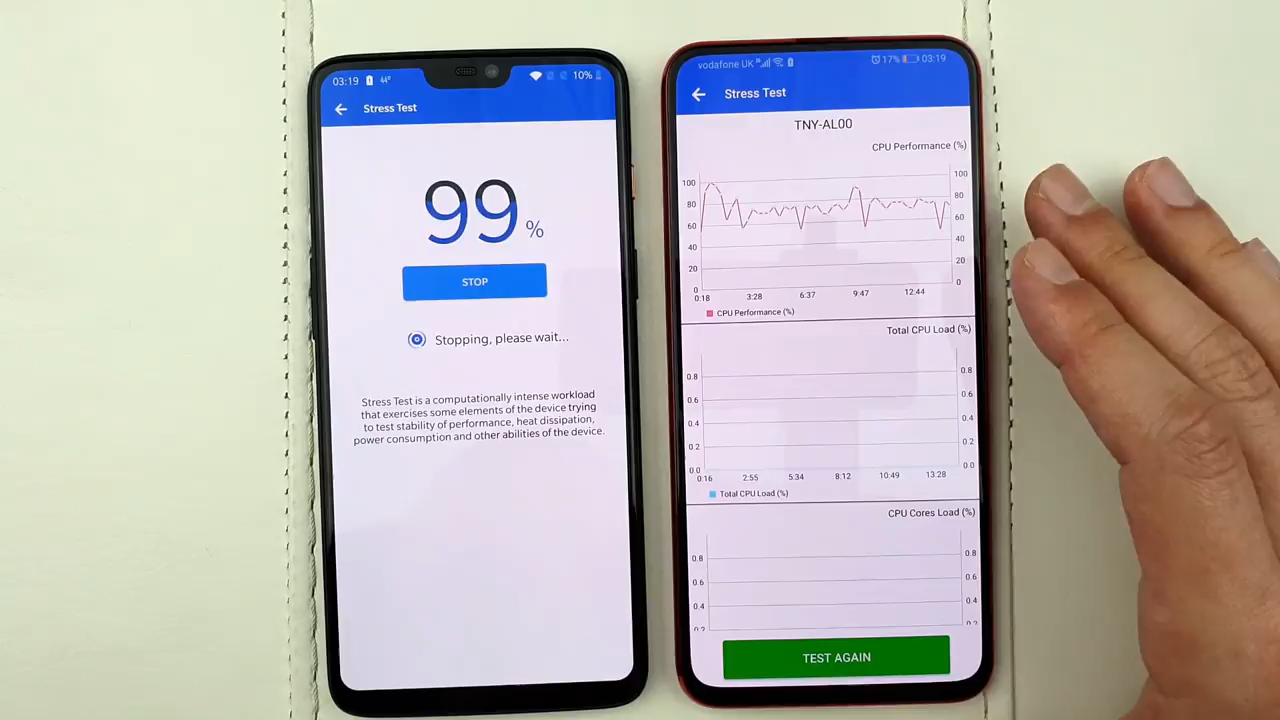 03:19 44° 10%
Stress Test
99 %
STOP
Stopping, please wait...
Stress Test is a computationally intense workload
that exercises some elements of the device trying
to test stability of performance, heat dissipation,
power consumption and other abilities of the device.
vodafone UK 17% 03:19
Stress Test
TNY-AL00
CPU Performance (%)
100 100
80 80
60 60
40 40
20 20
0 0
0:18 3:28 6:37 9:47 12:44
CPU Performance (%)
Total CPU Load (%)
0.8 0.8
0.6 0.6
0.4 0.4
0.2 0.2
0.0 0.0
0:16 2:55 5:34 8:12 10:49 13:28
Total CPU Load (%)
CPU Cores Load (%)
0.8 0.8
0.6 0.6
0.4 0.4
TEST AGAIN